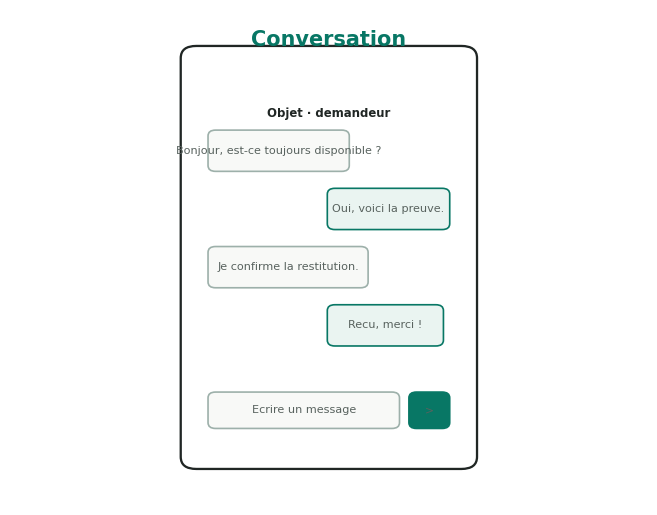 Conversation
Objet · demandeur
Bonjour, est-ce toujours disponible ?
Oui, voici la preuve.
Je confirme la restitution.
Recu, merci !
Ecrire un message
>